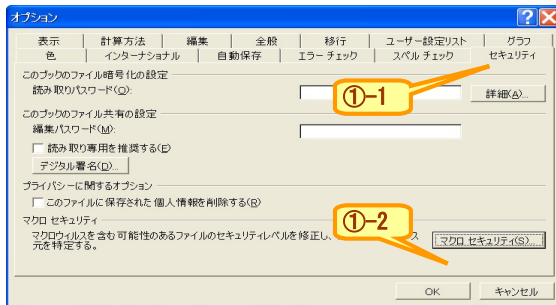 オプション
表示 計算方法 編集 全般 移行 ユーザー設定リスト グラフ
色 インターナショナル 自動保存 エラー チェック スペル チェック セキュリティ
このブックのファイル暗号化の設定
読み取りパスワード(O):
詳細(A)...
①-1
このブックのファイル共有の設定
編集パスワード(M):
読み取り専用を推奨する(E)
デジタル署名(D)...
プライバシーに関するオプション
このファイルに保存された個人情報を削除する(R)
①-2
マクロ セキュリティ
マクロウィルスを含む可能性のあるファイルのセキュリティレベルを修正し、 ス
元を特定する。
マクロ セキュリティ(S)...
OK キャンセル